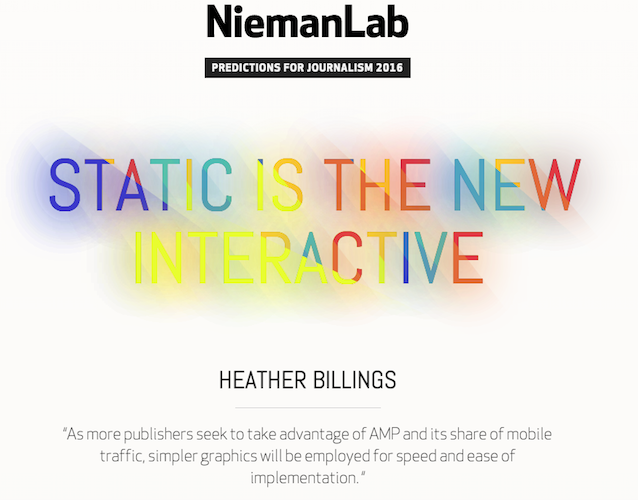 NiemanLab
PREDICTIONS FOR JOURNALISM 2016
STATIC IS THE NEW
INTERACTIVE
HEATHER BILLINGS
“As more publishers seek to take advantage of AMP and its share of mobile
traffic, simpler graphics will be employed for speed and ease of
implementation.”